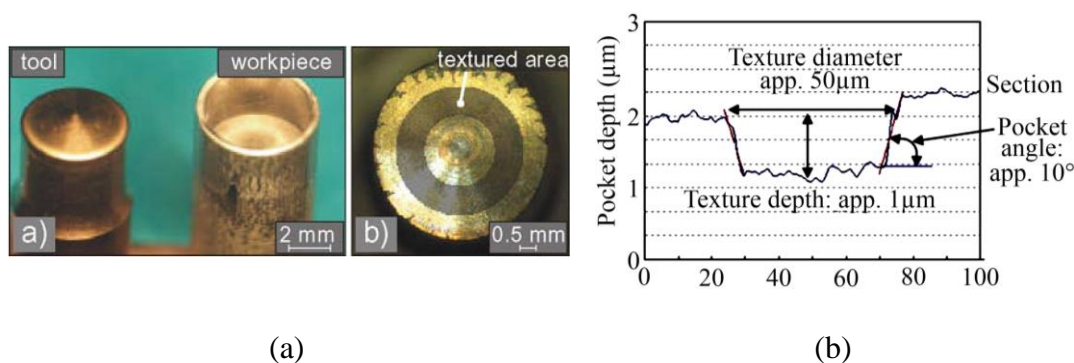 tool
workpiece
a)
2 mm
textured area
b)
0.5 mm
Pocket depth (µm)
3
2
1
0
Texture diameter
app. 50µm
Section
Pocket
angle:
app. 10°
Texture depth: app. 1µm
0 20 40 60 80 100
(a)
(b)